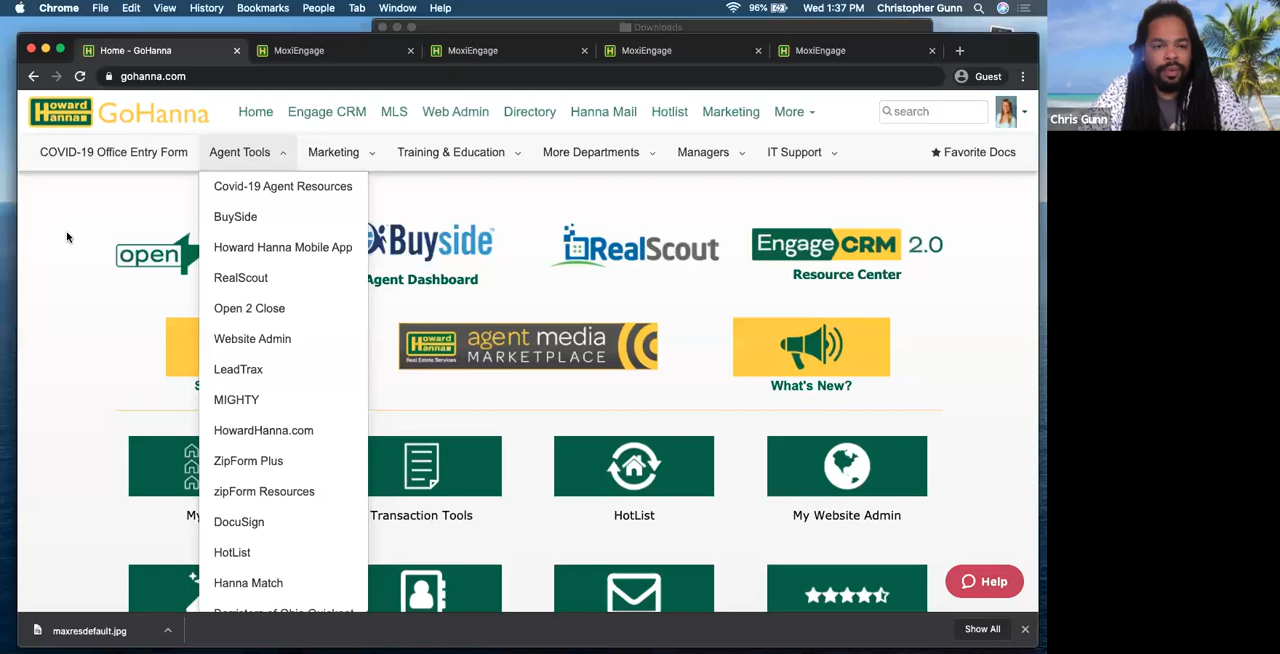 Chrome File Edit View History Bookmarks People Tab Window Help 96% Wed 1:37 PM Christopher Gunn
Downloads
Home - GoHanna MoxiEngage MoxiEngage MoxiEngage MoxiEngage
gohanna.com Guest
Howard Hanna GoHanna Home Engage CRM MLS Web Admin Directory Hanna Mail Hotlist Marketing More search
Chris Gunn
COVID-19 Office Entry Form Agent Tools Marketing Training & Education More Departments Managers IT Support Favorite Docs
Covid-19 Agent Resources
BuySide
Howard Hanna Mobile App
RealScout
Open 2 Close
Website Admin
LeadTrax
MIGHTY
HowardHanna.com
ZipForm Plus
zipForm Resources
DocuSign
HotList
Hanna Match
open Buyside RealScout EngageCRM 2.0
Agent Dashboard Resource Center
Howard Hanna Real Estate Services agent media MARKETPLACE
What's New?
Transaction Tools HotList My Website Admin
Help
maxresdefault.jpg Show All